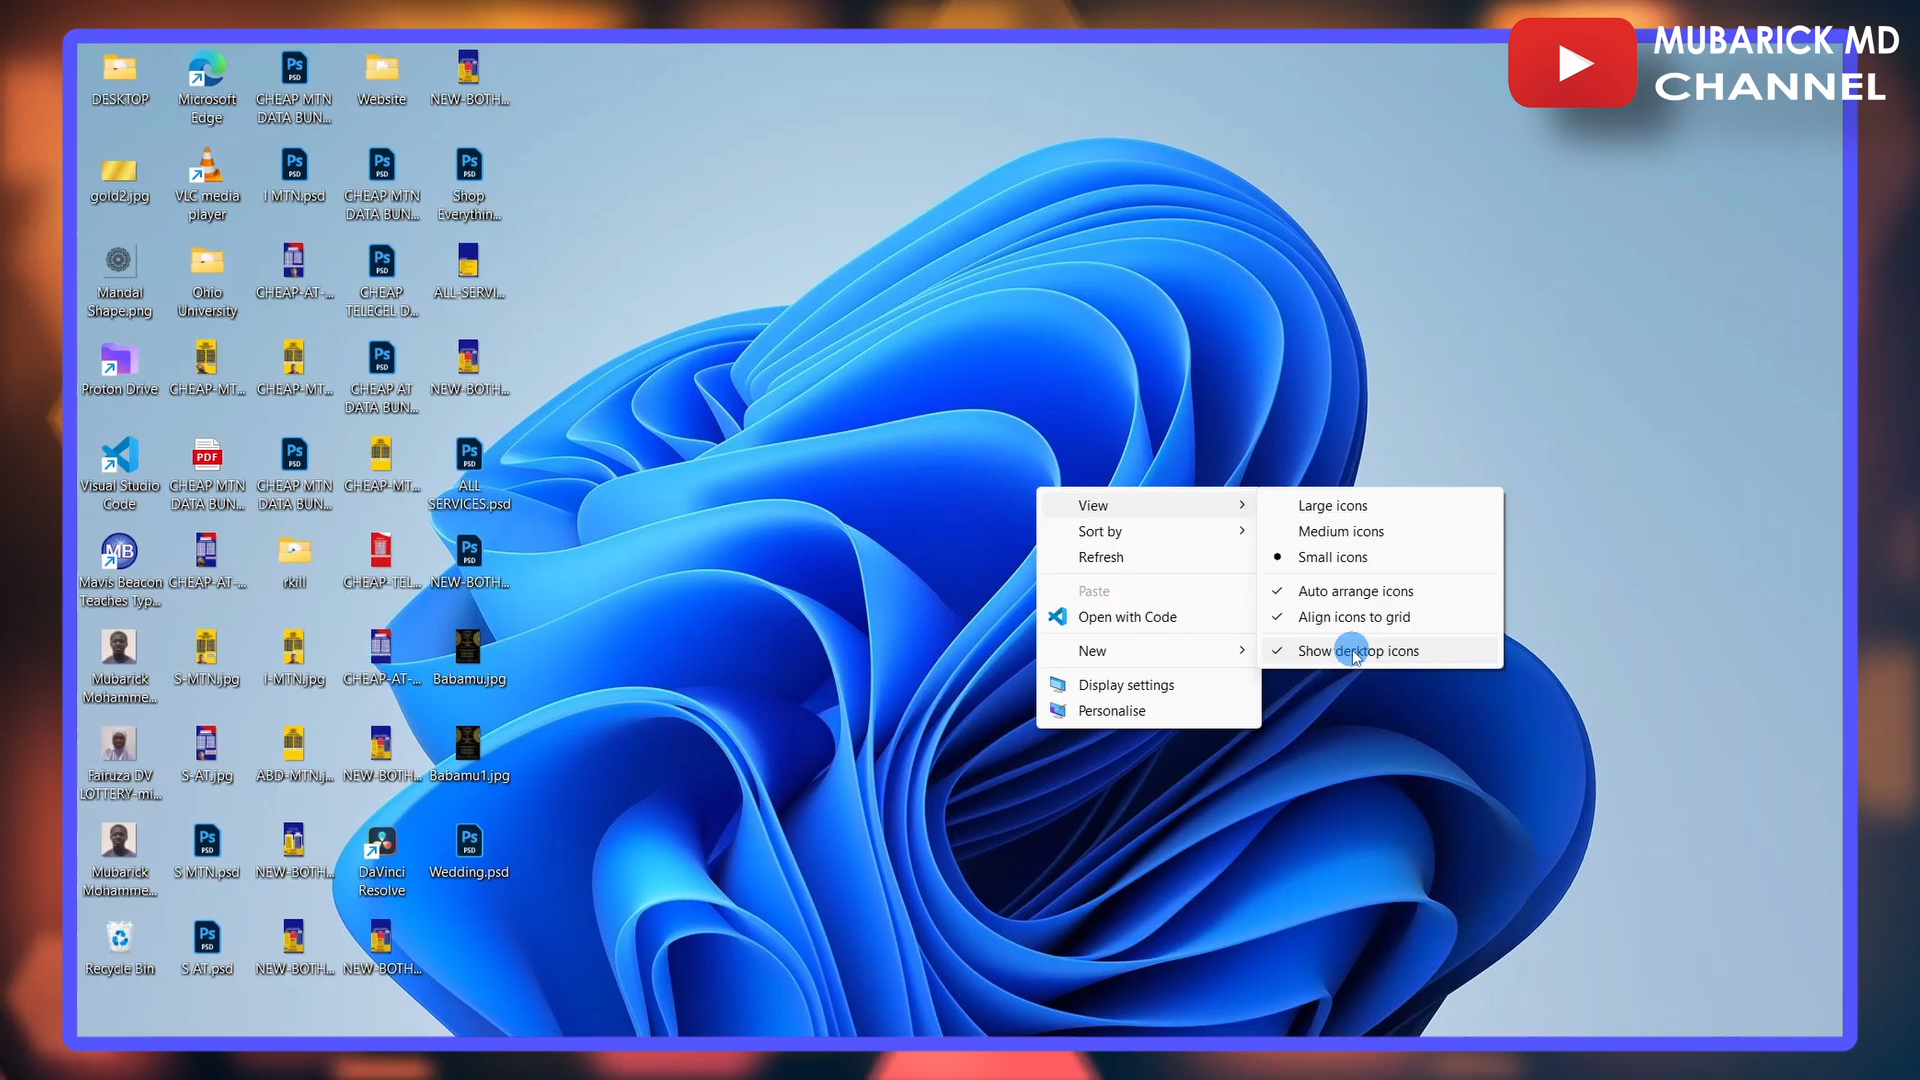 MUBARICK MD
CHANNEL
DESKTOP
Microsoft
Edge
CHEAP MTN
DATA BUN...
Website
NEW-BOTH...
gold2.jpg
VLC media
player
I MTN.psd
CHEAP MTN
DATA BUN...
Shop
Everythin...
Mandal
Shape.png
Ohio
University
CHEAP-AT-...
CHEAP
TELECEL D...
ALL-SERVI...
Proton Drive
CHEAP-MT...
CHEAP-MT...
CHEAP AT
DATA BUN...
NEW-BOTH...
Visual Studio
Code
PDF
CHEAP MTN
DATA BUN...
CHEAP MTN
DATA BUN...
CHEAP-MT...
ALL
SERVICES.psd
MB
Mavis Beacon
Teaches Typ...
CHEAP-AT-...
rkill
CHEAP-TEL...
NEW-BOTH...
Mubarick
Mohamme...
S-MTN.jpg
I-MTN.jpg
CHEAP-AT-...
Babamu.jpg
Fairuza DV
LOTTERY-mi...
S-AT.jpg
ABD-MTN.j...
NEW-BOTH...
Babamu1.jpg
Mubarick
Mohamme...
S MTN.psd
NEW-BOTH...
DaVinci
Resolve
Wedding.psd
Recycle Bin
S AT.psd
NEW-BOTH...
NEW-BOTH...
View
Sort by
Refresh
Paste
Open with Code
New
Display settings
Personalise
Large icons
Medium icons
Small icons
Auto arrange icons
Align icons to grid
Show desktop icons